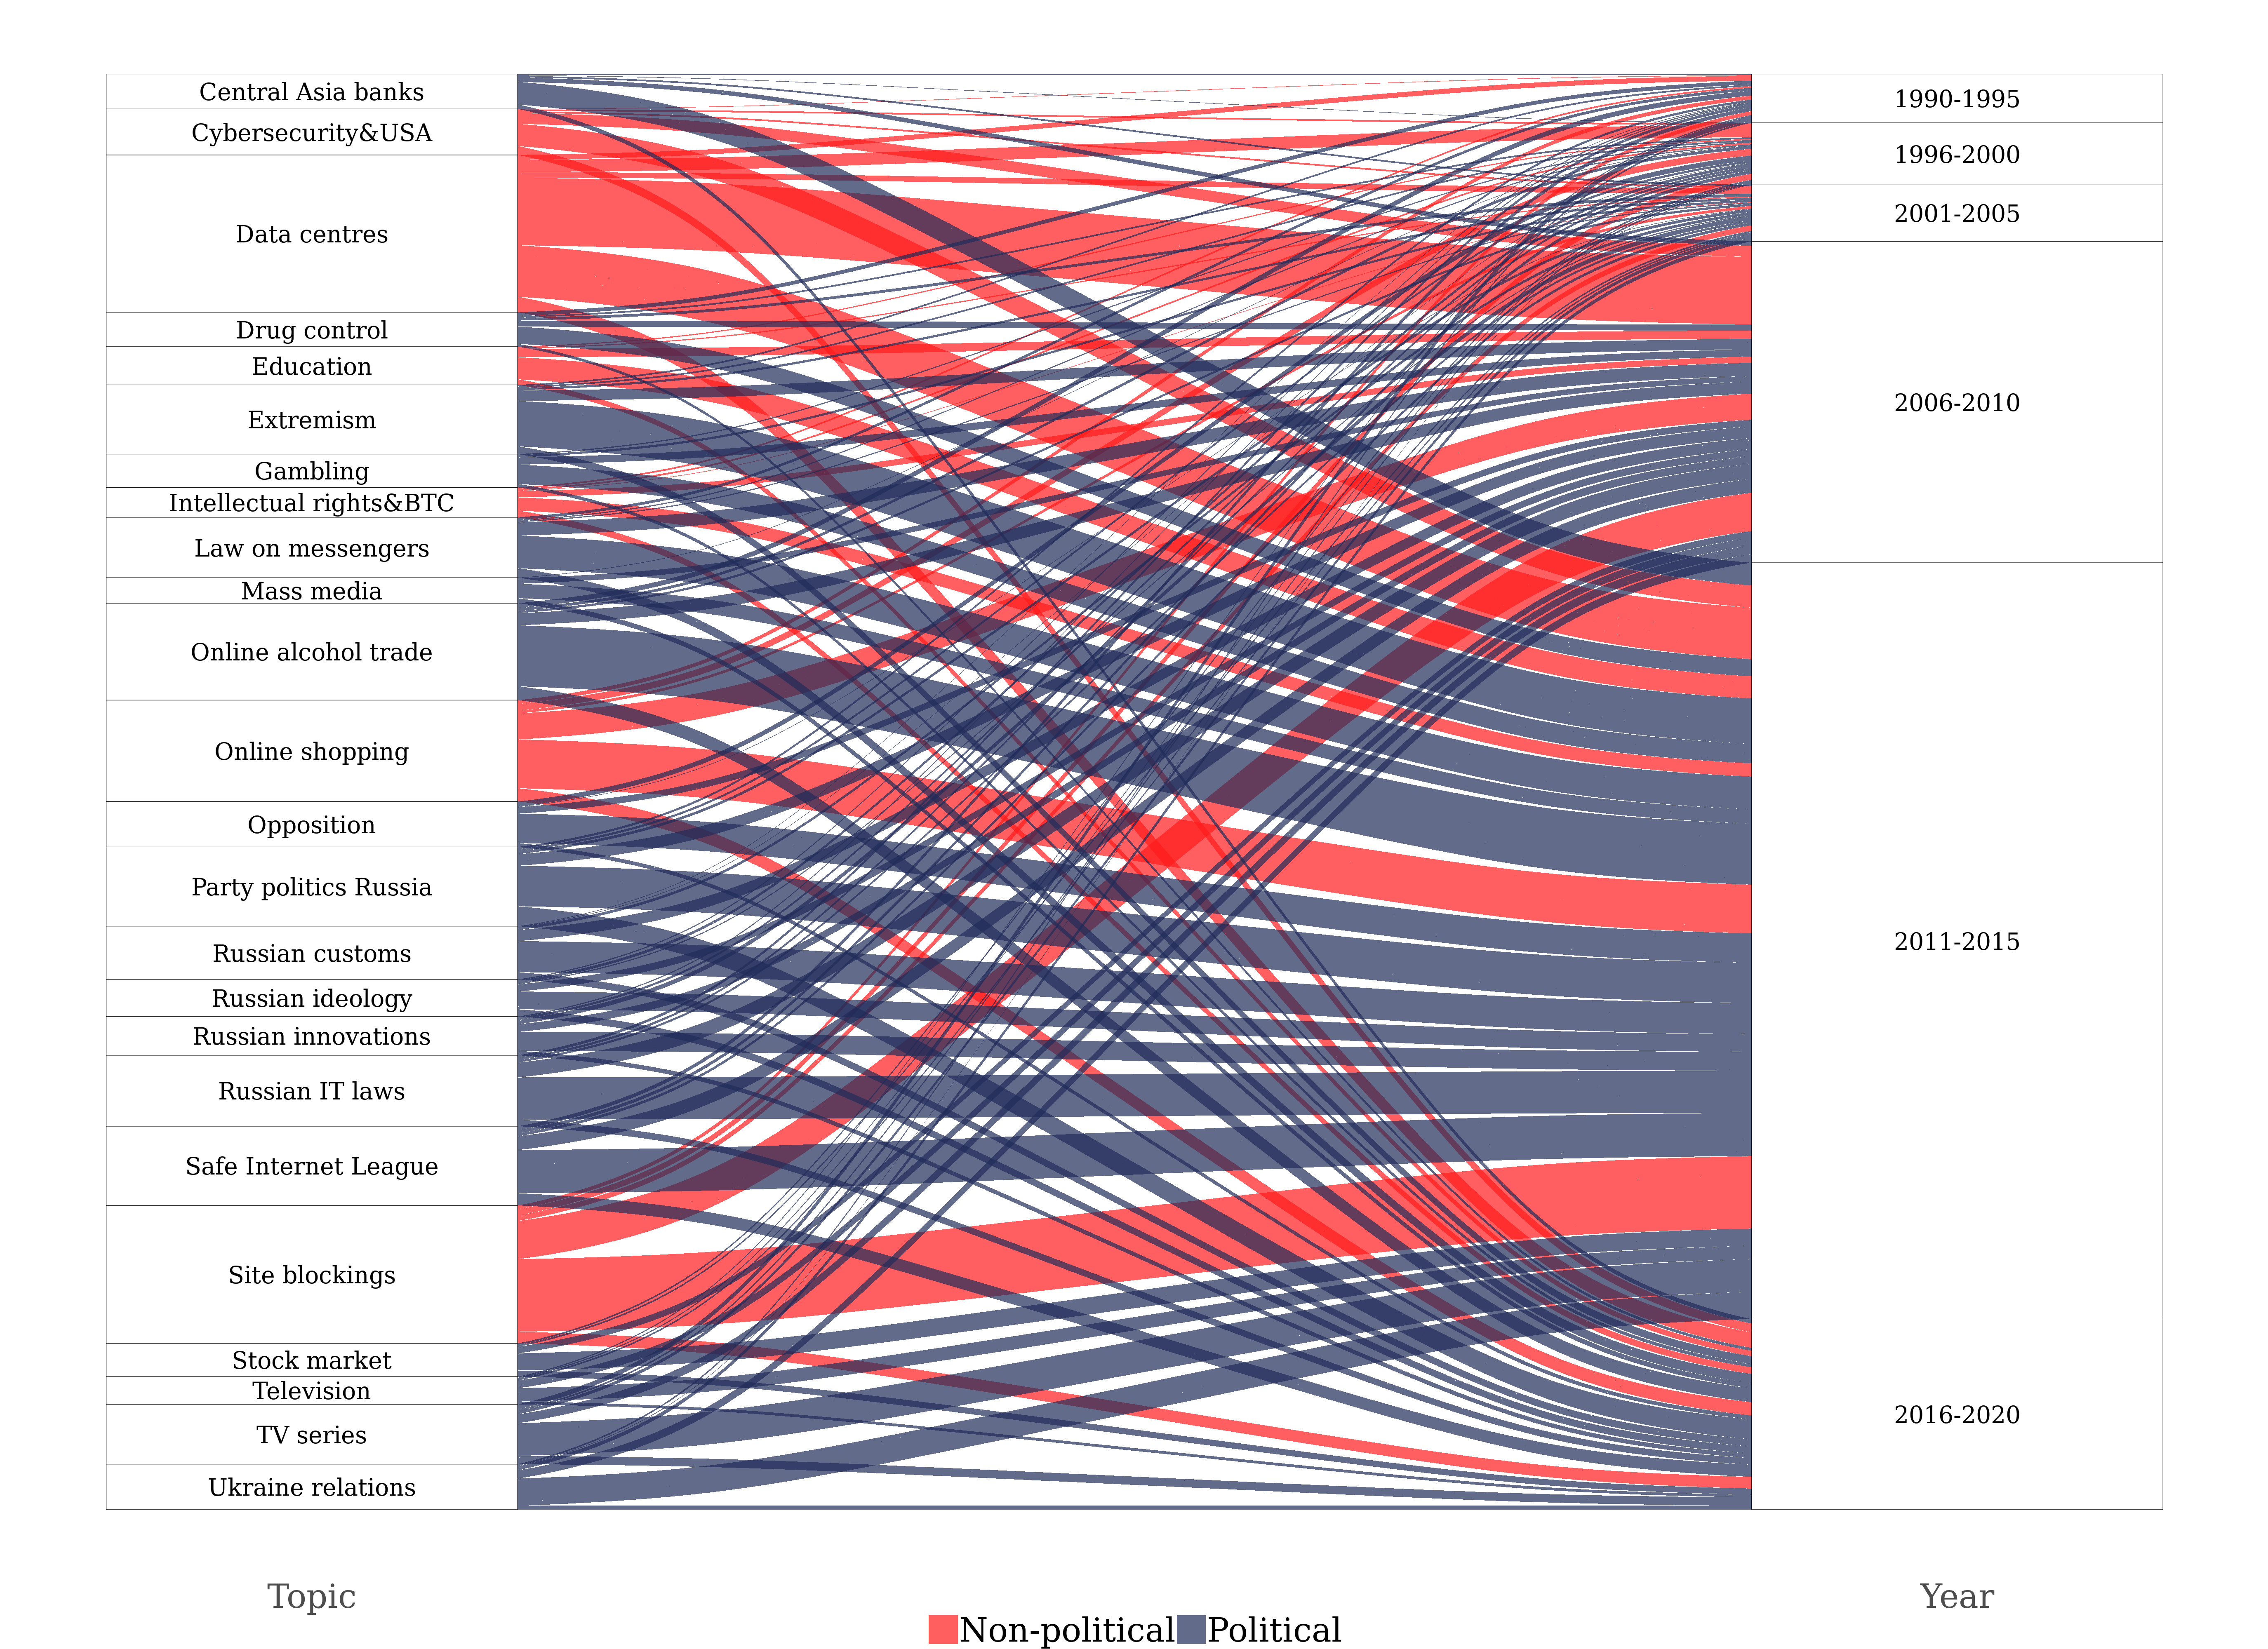 Central Asia banks
Cybersecurity&USA
Data centres
Drug control
Education
Extremism
Gambling
Intellectual rights&BTC
Law on messengers
Mass media
Online alcohol trade
Online shopping
Opposition
Party politics Russia
Russian customs
Russian ideology
Russian innovations
Russian IT laws
Safe Internet League
Site blockings
Stock market
Television
TV series
Ukraine relations
1990-1995
1996-2000
2001-2005
2006-2010
2011-2015
2016-2020
Topic
Year
Non-political Political